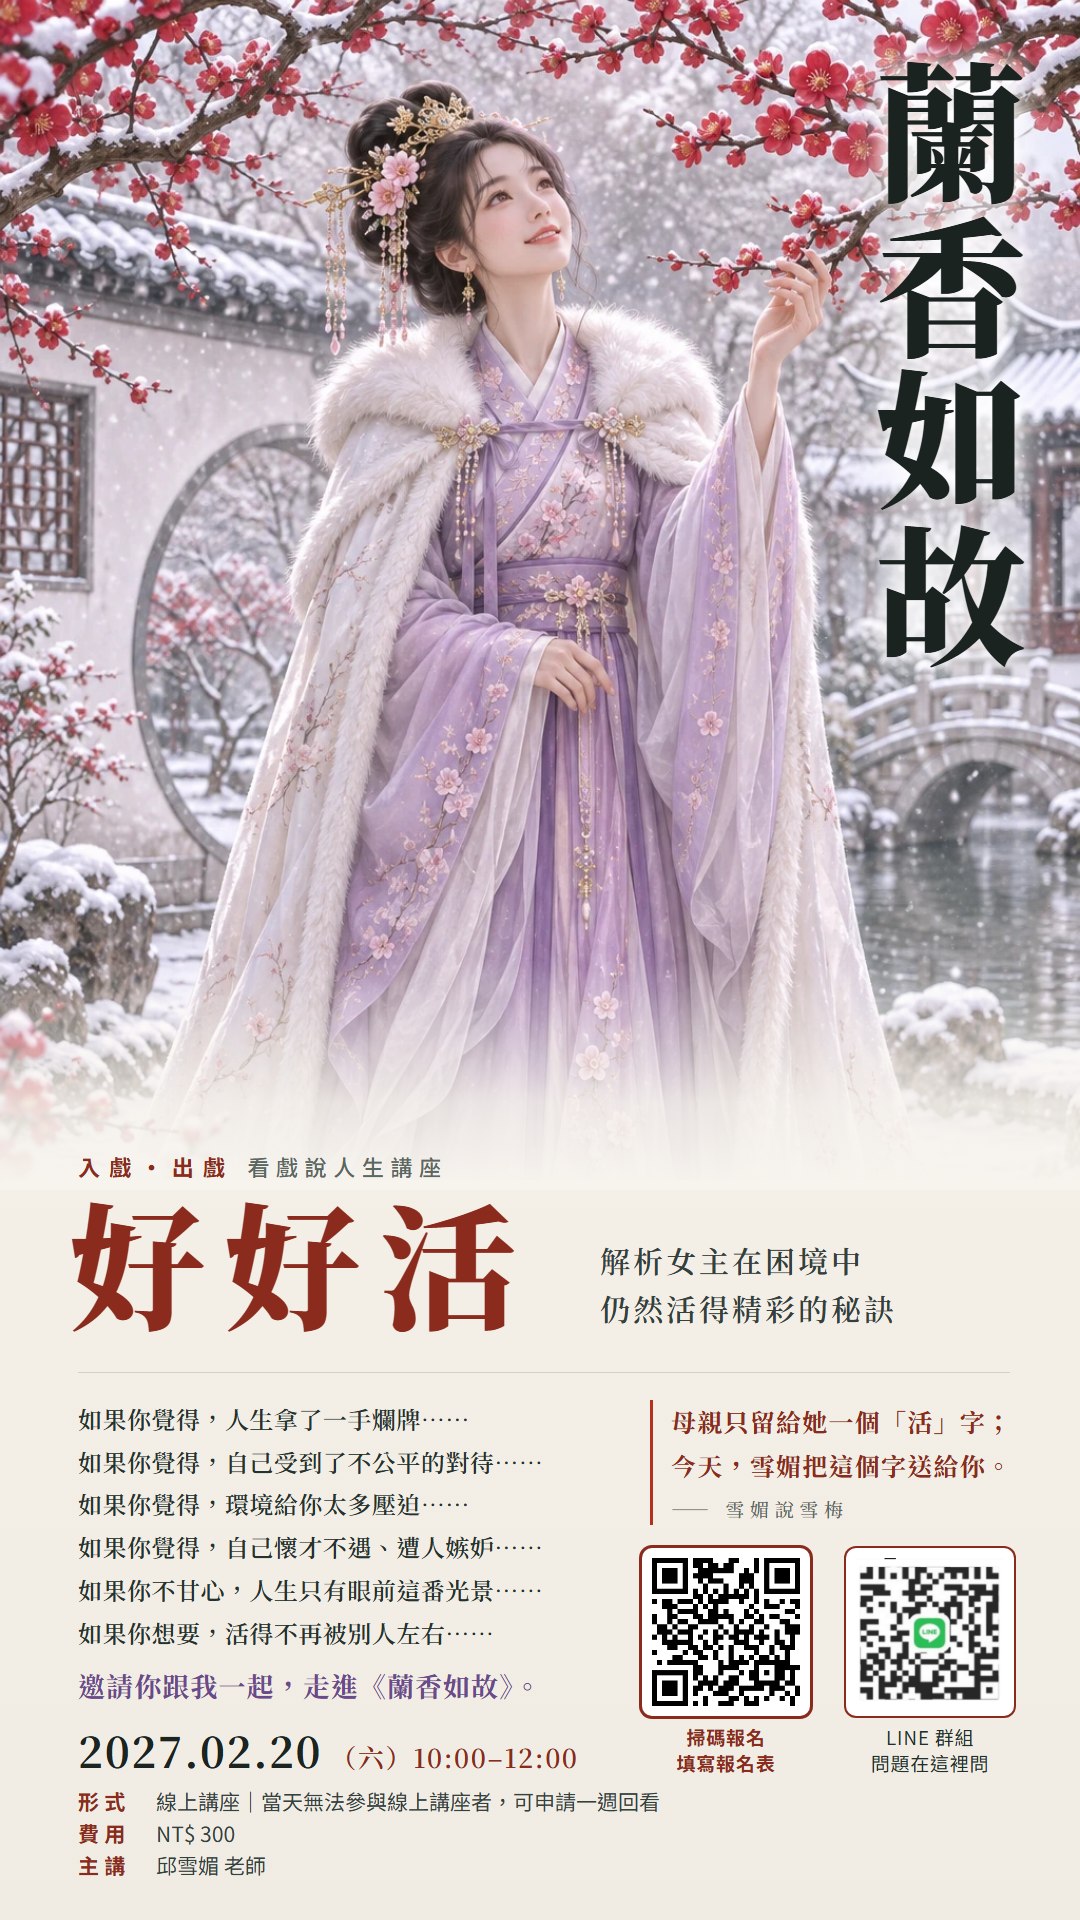 蘭香如故
入戲・出戲 看戲說人生講座
好好活
解析女主在困境中
仍然活得精彩的秘訣
如果你覺得，人生拿了一手爛牌……
如果你覺得，自己受到了不公平的對待……
如果你覺得，環境給你太多壓迫……
如果你覺得，自己懷才不遇、遭人嫉妒……
如果你不甘心，人生只有眼前這番光景……
如果你想要，活得不再被別人左右……
邀請你跟我一起，走進《蘭香如故》。
母親只留給她一個「活」字；
今天，雪媚把這個字送給你。
—— 雪媚說雪梅
LINE
掃碼報名
填寫報名表
LINE 群組
問題在這裡問
2027.02.20（六）10:00–12:00
形式 線上講座｜當天無法參與線上講座者，可申請一週回看
費用 NT$ 300
主講 邱雪媚 老師